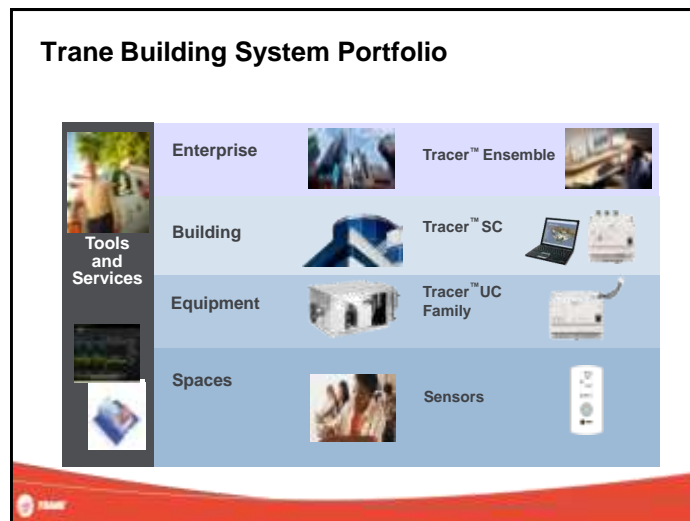 Trane Building System Portfolio
Enterprise
Tracer™ Ensemble
Building
Tracer™ SC
Tools
and
Services
Equipment
Tracer™ UC
Family
Spaces
Sensors
TRANE